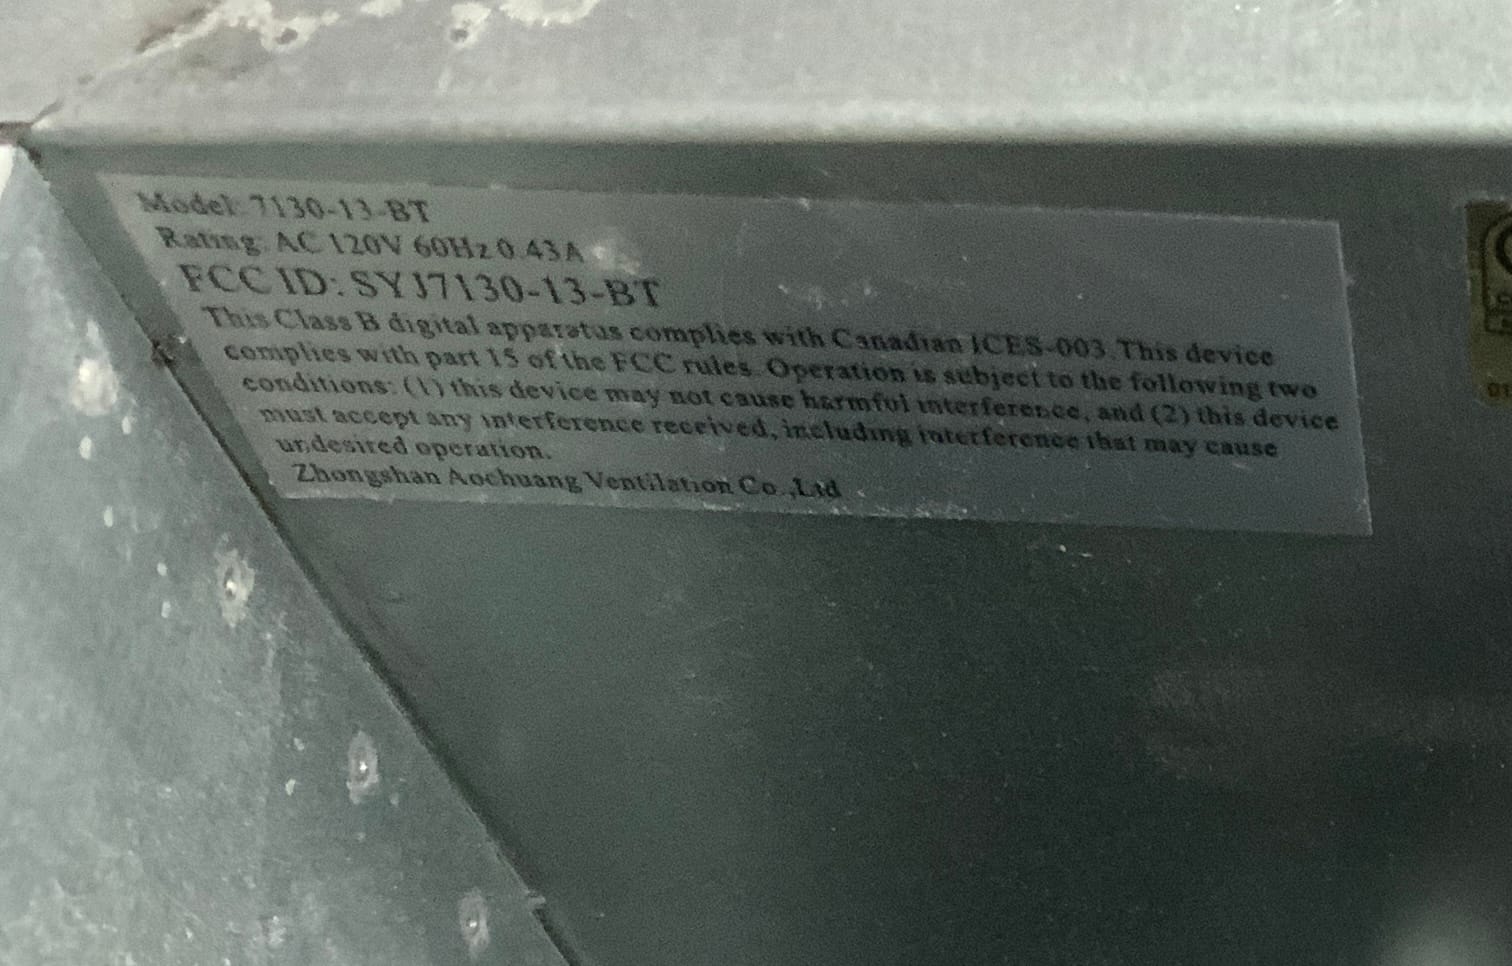 Model: 7130-13-BT
Rating: AC 120V 60Hz 0.43A
FCC ID: SYJ7130-13-BT
This Class B digital apparatus complies with Canadian ICES-003.This device
complies with part 15 of the FCC rules. Operation is subject to the following two
conditions: (1) this device may not cause harmful interference, and (2) this device
must accept any interference received, including interference that may cause
undesired operation.
Zhongshan Aochuang Ventilation Co.,Ltd